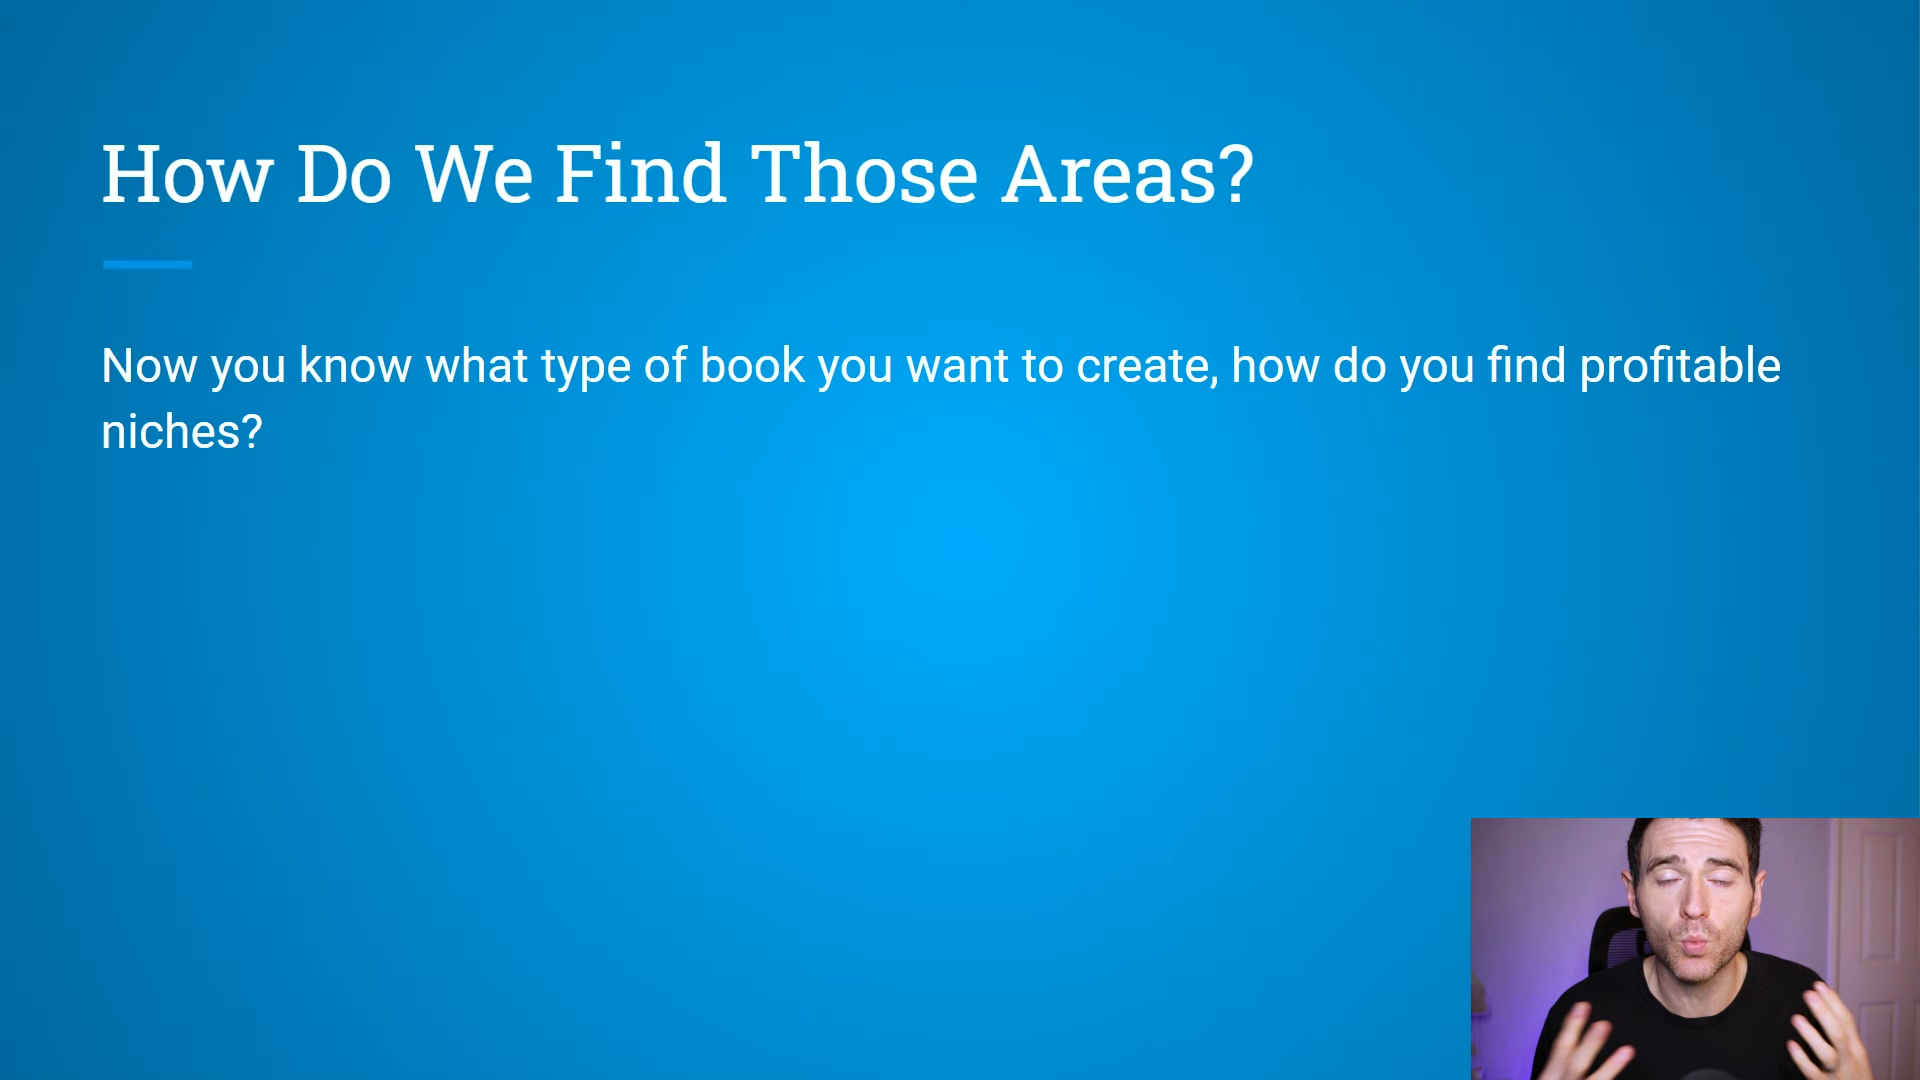 How Do We Find Those Areas?
Now you know what type of book you want to create, how do you find profitable
niches?